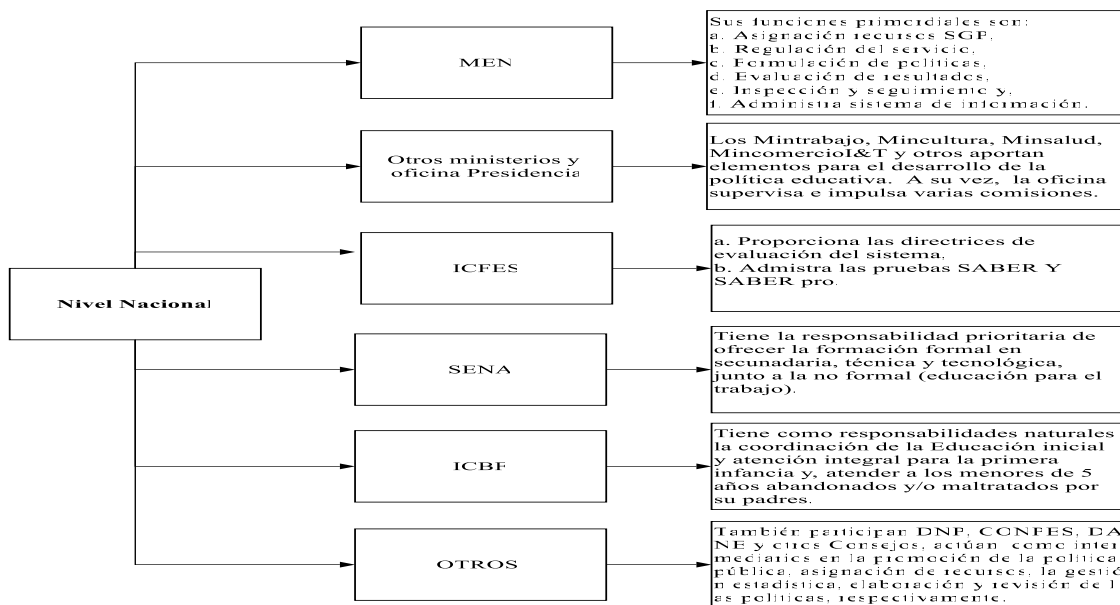 MEN
Sus funciones primordiales son:
a. Asignación recursos SGP,
b. Regulación del servicio,
c. Formulación de políticas,
d. Evaluación de resultados,
e. Inspección y seguimiento y,
f. Administra sistema de información.
Otros ministerios y
oficina Presidencia
Los Mintrabajo, Mincultura, Minsalud,
MincomercioI&T y otros aportan
elementos para el desarrollo de la
política educativa. A su vez, la oficina
supervisa e impulsa varias comisiones.
ICFES
a. Proporciona las directrices de
evaluación del sistema,
b. Admistra las pruebas SABER Y
SABER pro.
Nivel Nacional
SENA
Tiene la responsabilidad prioritaria de
ofrecer la formación formal en
secunadaria, técnica y tecnológica,
junto a la no formal (educación para el
trabajo).
ICBF
Tiene como responsabilidades naturales
la coordinación de la Educación inicial
y atención integral para la primera
infancia y, atender a los menores de 5
años abandonados y/o maltratados por
su padres.
OTROS
También participan DNP, CONPES, DA
NE y otros Consejos, actúan como inter
mediarios en la promoción de la política
pública, asignación de recursos, la gestió
n estadística, elaboración y revisión de l
as políticas, respectivamente.